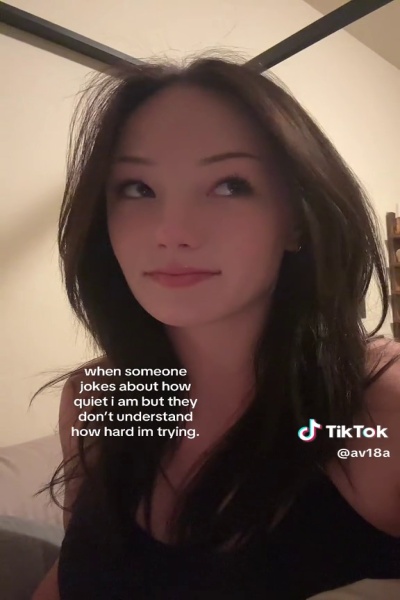 when someone
jokes about how
quiet i am but they
don't understand
how hard im trying.
TikTok
@av18a